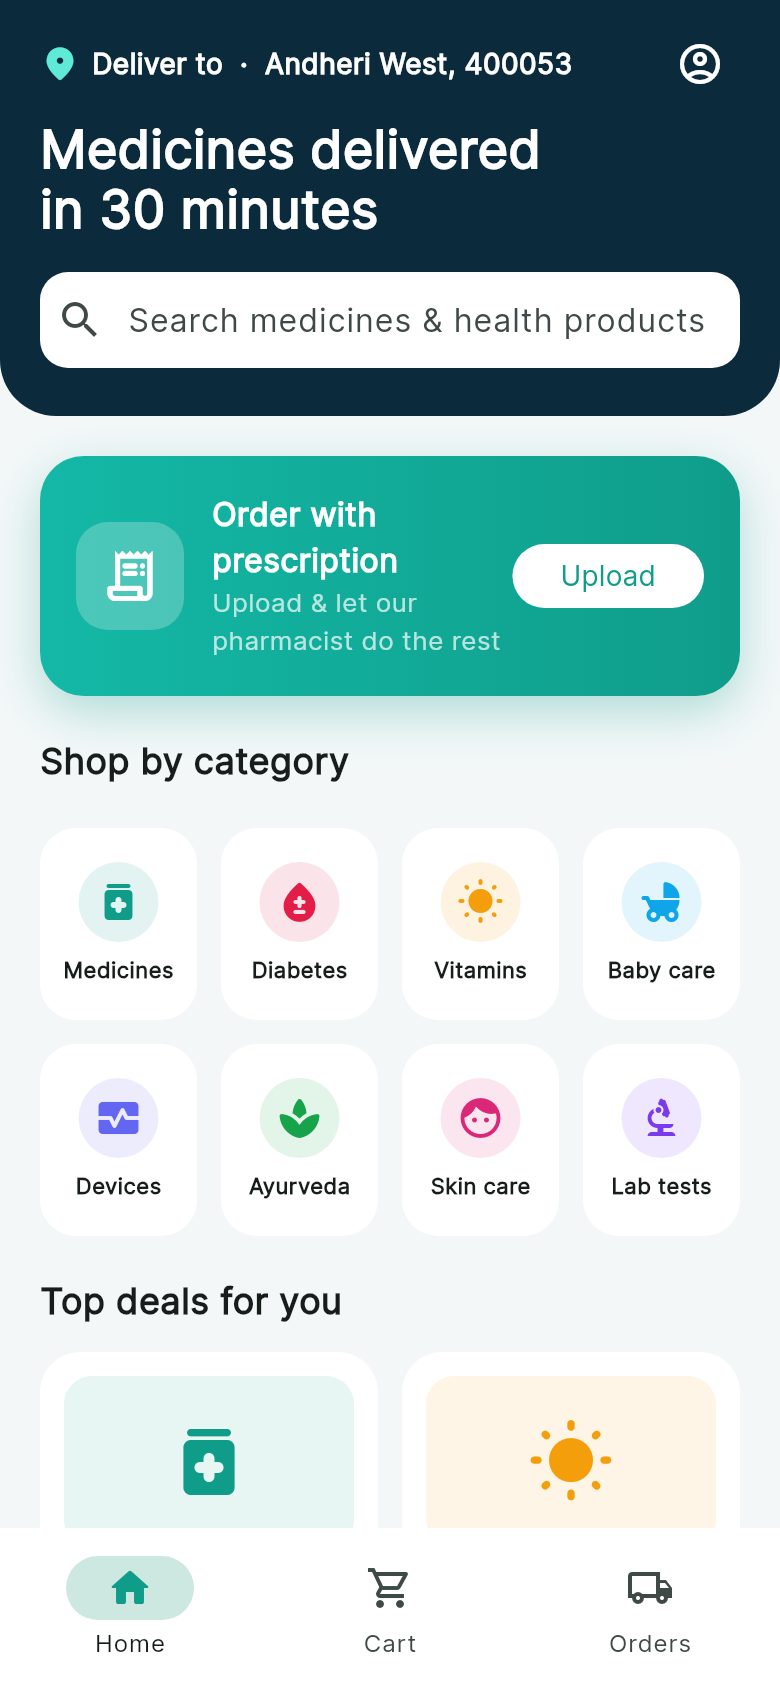 Deliver to · Andheri West, 400053
Medicines delivered
in 30 minutes
Search medicines & health products
Order with
prescription
Upload & let our
pharmacist do the rest
Upload
Shop by category
Medicines
Diabetes
Vitamins
Baby care
Devices
Ayurveda
Skin care
Lab tests
Top deals for you
Home
Cart
Orders